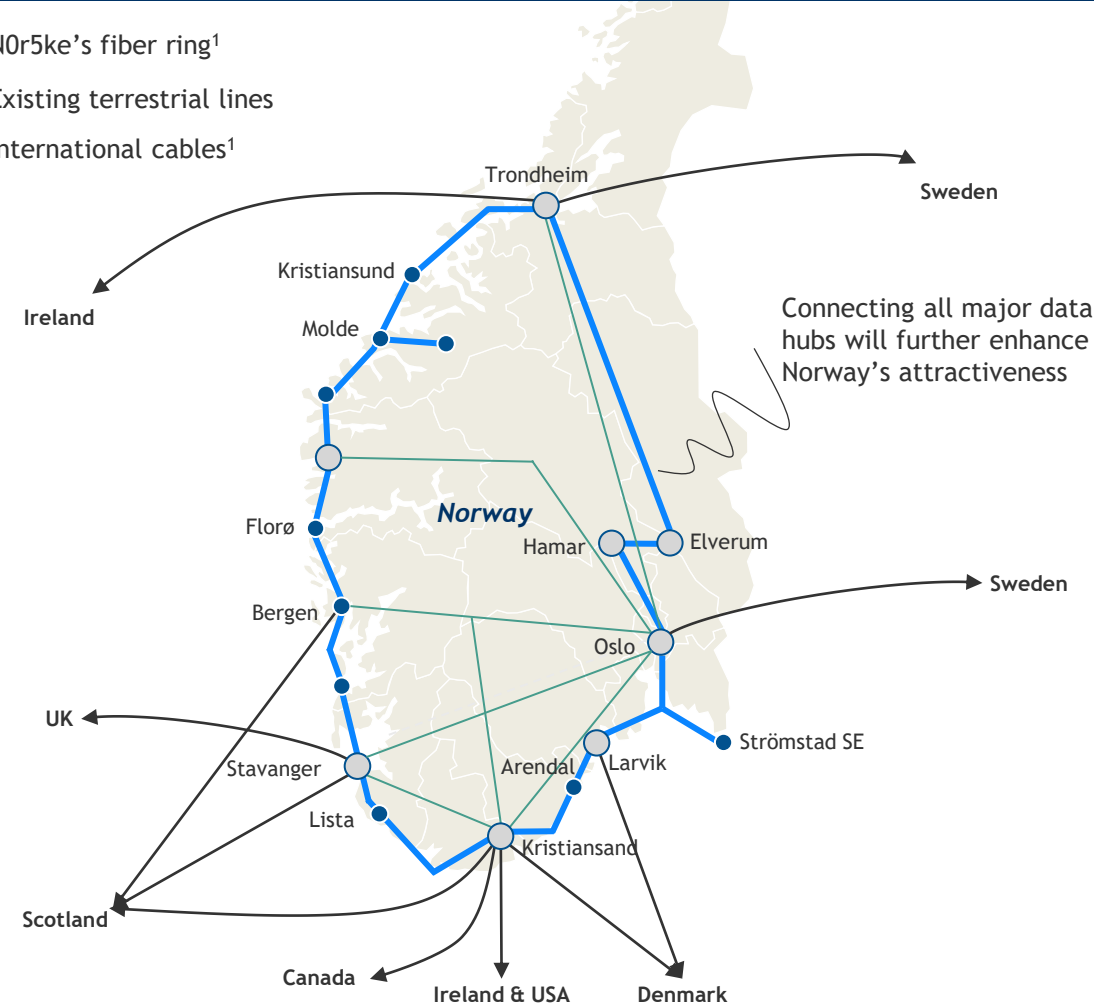 N0r5ke’s fiber ring¹
Existing terrestrial lines
nternational cables¹
Trondheim
Sweden
Kristiansund
Ireland
Molde
Connecting all major data
hubs will further enhance
Norway’s attractiveness
Norway
Florø
Hamar
Elverum
Sweden
Bergen
Oslo
UK
Strömstad SE
Stavanger
Arendal
Larvik
Lista
Kristiansand
Scotland
Canada
Ireland & USA
Denmark